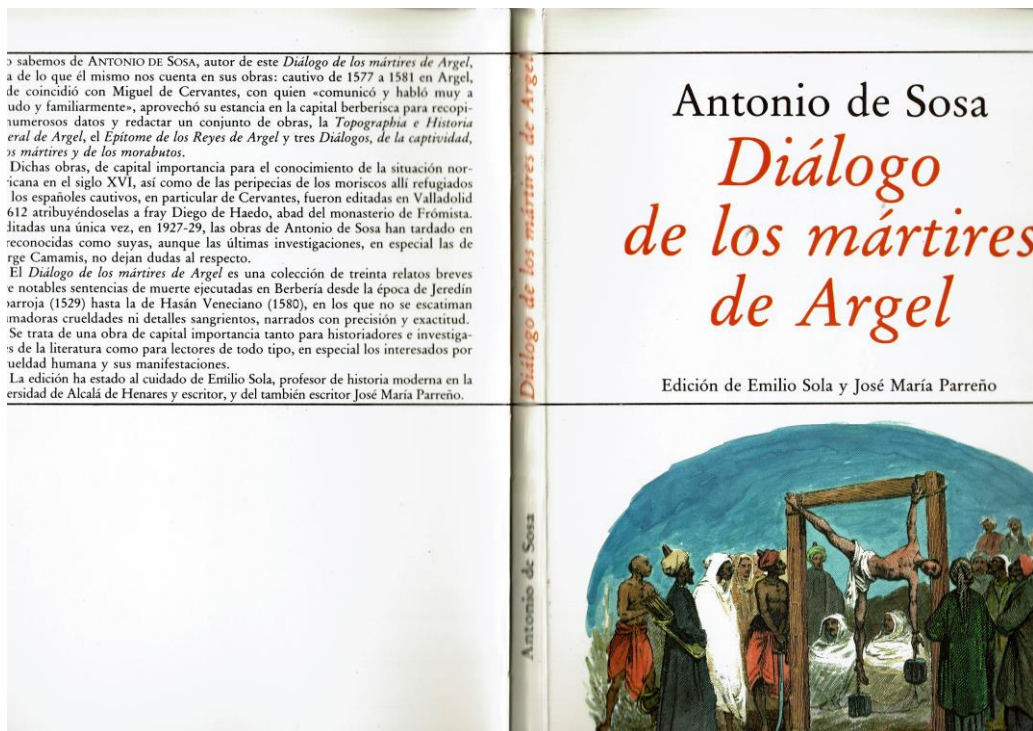 o sabemos de ANTONIO DE SOSA, autor de este Diálogo de los mártires de Argel,
a de lo que él mismo nos cuenta en sus obras: cautivo de 1577 a 1581 en Argel,
de coincidió con Miguel de Cervantes, con quien «comunicó y habló muy a
udo y familiarmente», aprovechó su estancia en la capital berberisca para recopi-
numerosos datos y redactar un conjunto de obras, la Topographia e Historia
eral de Argel, el Epítome de los Reyes de Argel y tres Diálogos, de la captividad,
os mártires y de los morabutos.
Dichas obras, de capital importancia para el conocimiento de la situación nor-
icana en el siglo XVI, así como de las peripecias de los moriscos allí refugiados
los españoles cautivos, en particular de Cervantes, fueron editadas en Valladolid
612 atribuyéndoselas a fray Diego de Haedo, abad del monasterio de Frómista.
ditadas una única vez, en 1927-29, las obras de Antonio de Sosa han tardado en
reconocidas como suyas, aunque las últimas investigaciones, en especial las de
rge Camamis, no dejan dudas al respecto.
El Diálogo de los mártires de Argel es una colección de treinta relatos breves
e notables sentencias de muerte ejecutadas en Berbería desde la época de Jeredín
barroja (1529) hasta la de Hasán Veneciano (1580), en los que no se escatiman
madoras crueldades ni detalles sangrientos, narrados con precisión y exactitud.
Se trata de una obra de capital importancia tanto para historiadores e investiga-
s de la literatura como para lectores de todo tipo, en especial los interesados por
rueldad humana y sus manifestaciones.
La edición ha estado al cuidado de Emilio Sola, profesor de historia moderna en la
ersidad de Alcalá de Henares y escritor, y del también escritor José María Parreño.
Antonio de Sosa Diálogo de los mártires de Argel
Antonio de Sosa
Diálogo
de los mártires
de Argel
Edición de Emilio Sola y José María Parreño